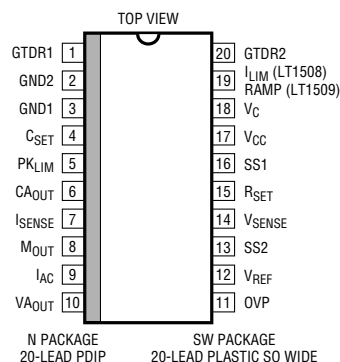 TOP VIEW
GTDR1 1
GND2 2
GND1 3
CSET 4
PKLIM 5
CAOUT 6
ISENSE 7
MOUT 8
IAC 9
VAOUT 10
20 GTDR2
19 ILIM (LT1508)
RAMP (LT1509)
18 VC
17 VCC
16 SS1
15 RSET
14 VSENSE
13 SS2
12 VREF
11 OVP
N PACKAGE
20-LEAD PDIP
SW PACKAGE
20-LEAD PLASTIC SO WIDE